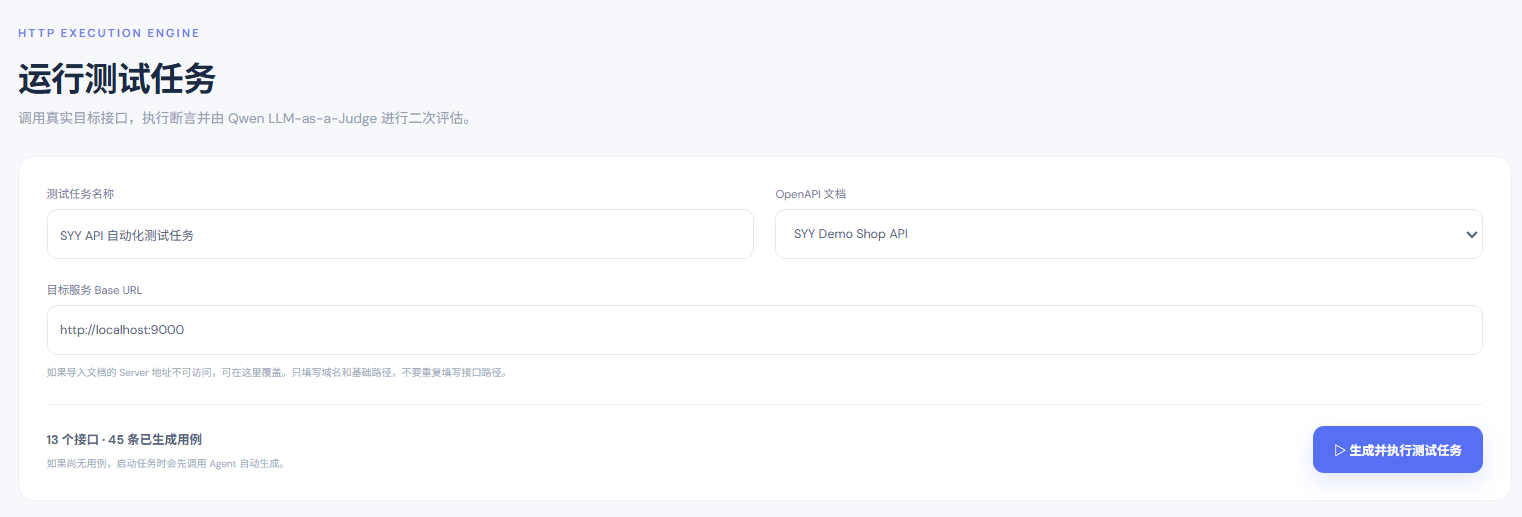 HTTP EXECUTION ENGINE
运行测试任务
调用真实目标接口，执行断言并由 Qwen LLM-as-a-Judge 进行二次评估。
测试任务名称
OpenAPI 文档
SYY API 自动化测试任务
SYY Demo Shop API
目标服务 Base URL
http://localhost:9000
如果导入文档的 Server 地址不可访问，可在这里覆盖。只填写域名和基础路径，不要重复填写接口路径。
13 个接口 · 45 条已生成用例
如果尚无用例，启动任务时会先调用 Agent 自动生成。
▷ 生成并执行测试任务